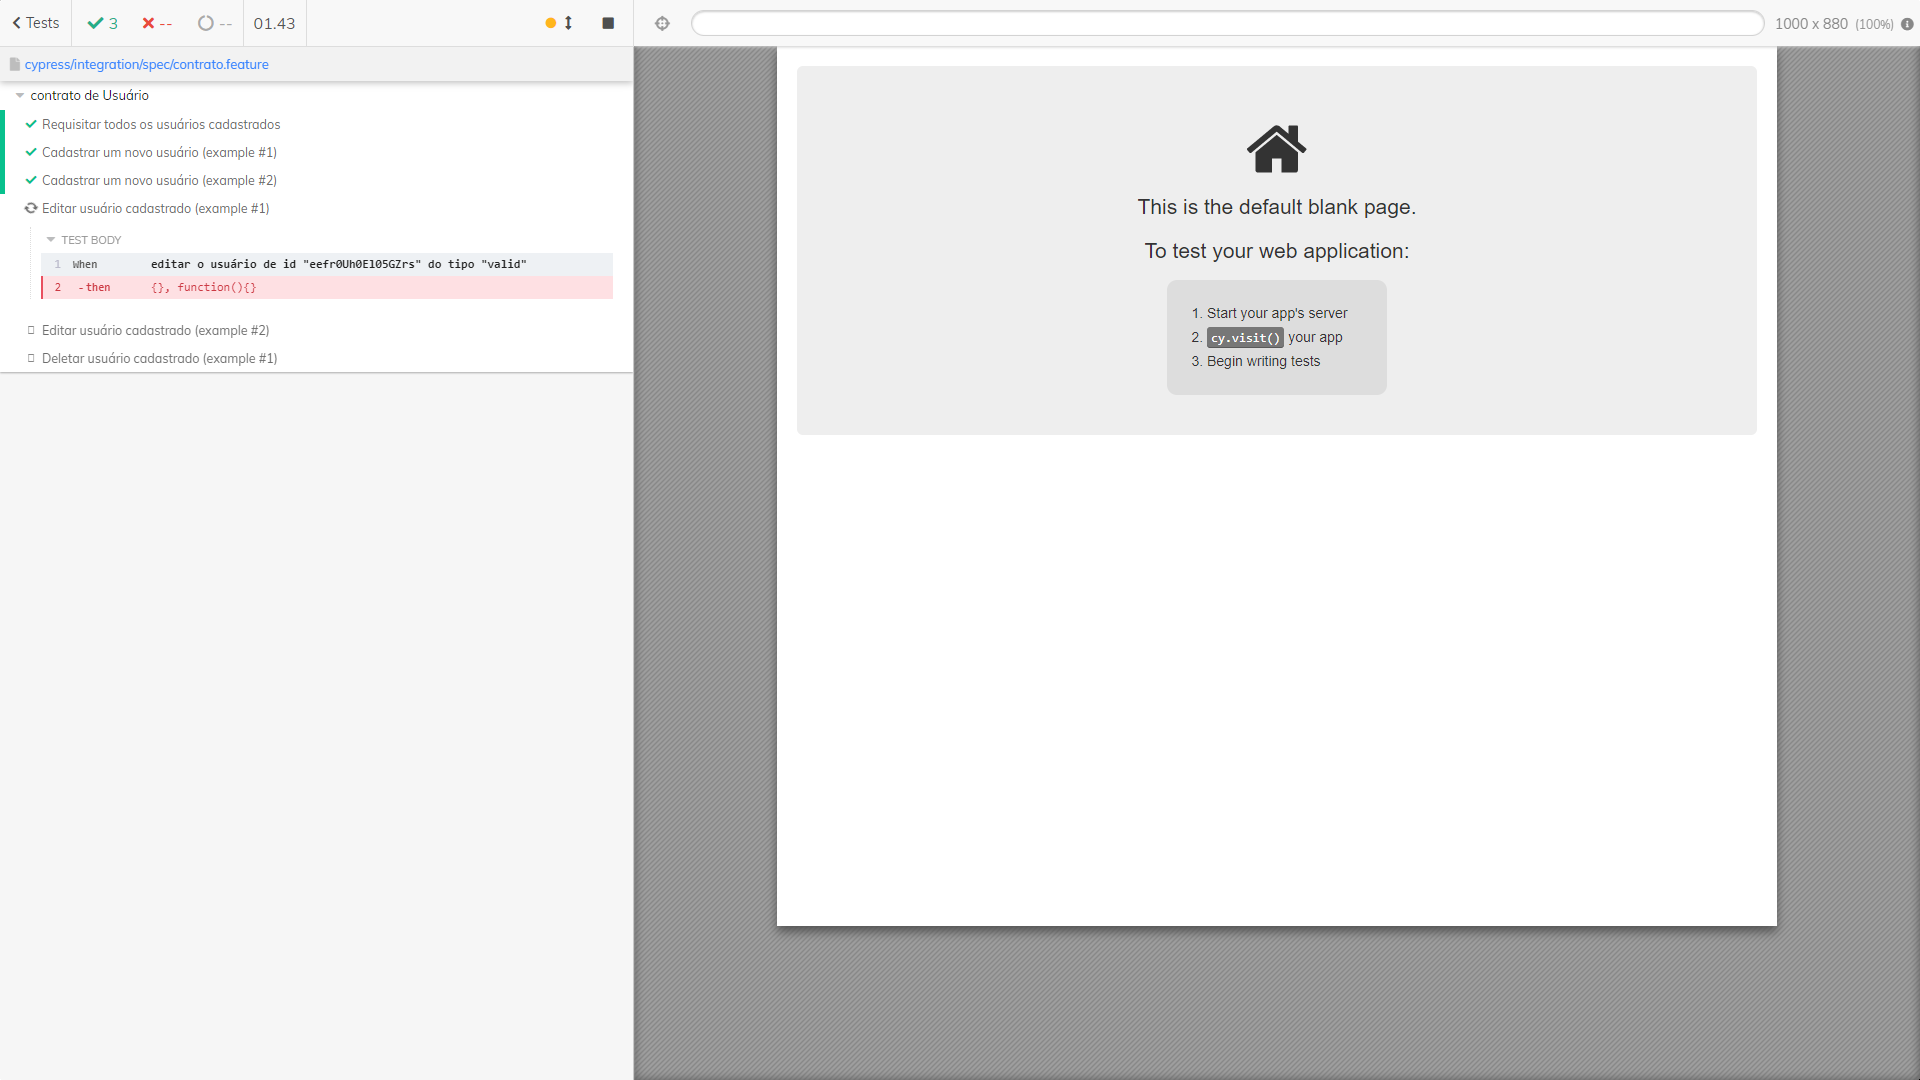 Tests 3 -- -- 01.43 1000 x 880 (100%)
cypress/integration/spec/contrato.feature
contrato de Usuário
Requisitar todos os usuários cadastrados
Cadastrar um novo usuário (example #1)
Cadastrar um novo usuário (example #2)
Editar usuário cadastrado (example #1)
TEST BODY
1 When editar o usuário de id "eefr0Uh0E105GZrs" do tipo "valid"
2 -then {}, function(){}
Editar usuário cadastrado (example #2)
Deletar usuário cadastrado (example #1)
This is the default blank page.
To test your web application:
1. Start your app's server
2. cy.visit() your app
3. Begin writing tests